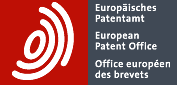 Europäisches
Patentamt
European
Patent Office
Office européen
des brevets